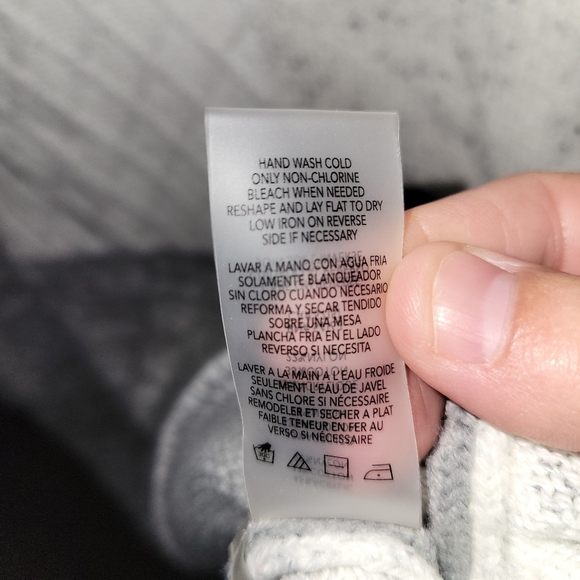 HAND WASH COLD
ONLY NON-CHLORINE
BLEACH WHEN NEEDED
RESHAPE AND LAY FLAT TO DRY
LOW IRON ON REVERSE
SIDE IF NECESSARY
LAVAR A MANO CON AGUA FRIA
SOLAMENTE BLANQUEADOR
SIN CLORO CUANDO NECESARIO
REFORMA Y SECAR TENDIDO
SOBRE UNA MESA
PLANCHA FRIA EN EL LADO
REVERSO SI NECESITA
LAVER A LA MAIN A L'EAU FROIDE
SEULEMENT L'EAU DE JAVEL
SANS CHLORE SI NÉCESSAIRE
REMODELER ET SECHER A PLAT
FAIBLE TENEUR EN FER AU
VERSO SI NÉCESSAIRE